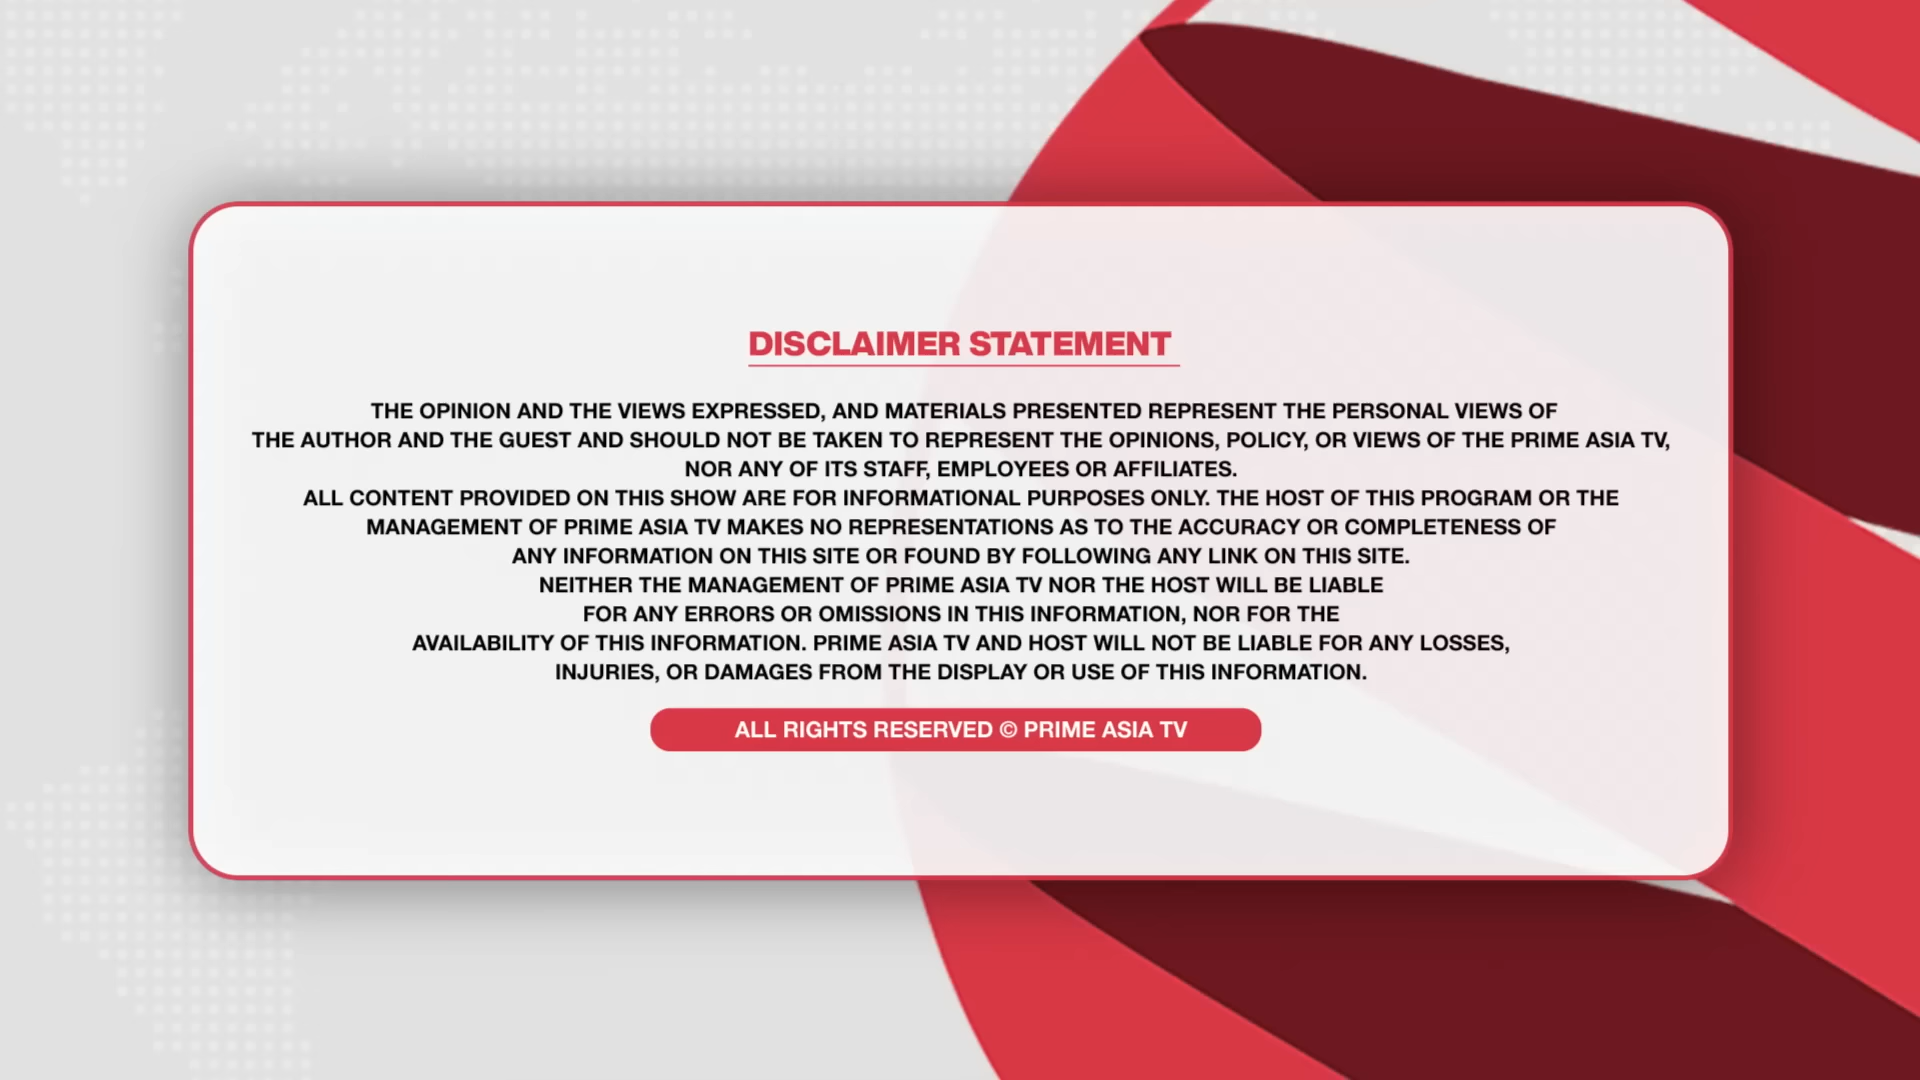 DISCLAIMER STATEMENT
THE OPINION AND THE VIEWS EXPRESSED, AND MATERIALS PRESENTED REPRESENT THE PERSONAL VIEWS OF
THE AUTHOR AND THE GUEST AND SHOULD NOT BE TAKEN TO REPRESENT THE OPINIONS, POLICY, OR VIEWS OF THE PRIME ASIA TV,
NOR ANY OF ITS STAFF, EMPLOYEES OR AFFILIATES.
ALL CONTENT PROVIDED ON THIS SHOW ARE FOR INFORMATIONAL PURPOSES ONLY. THE HOST OF THIS PROGRAM OR THE
MANAGEMENT OF PRIME ASIA TV MAKES NO REPRESENTATIONS AS TO THE ACCURACY OR COMPLETENESS OF
ANY INFORMATION ON THIS SITE OR FOUND BY FOLLOWING ANY LINK ON THIS SITE.
NEITHER THE MANAGEMENT OF PRIME ASIA TV NOR THE HOST WILL BE LIABLE
FOR ANY ERRORS OR OMISSIONS IN THIS INFORMATION, NOR FOR THE
AVAILABILITY OF THIS INFORMATION. PRIME ASIA TV AND HOST WILL NOT BE LIABLE FOR ANY LOSSES,
INJURIES, OR DAMAGES FROM THE DISPLAY OR USE OF THIS INFORMATION.
ALL RIGHTS RESERVED © PRIME ASIA TV